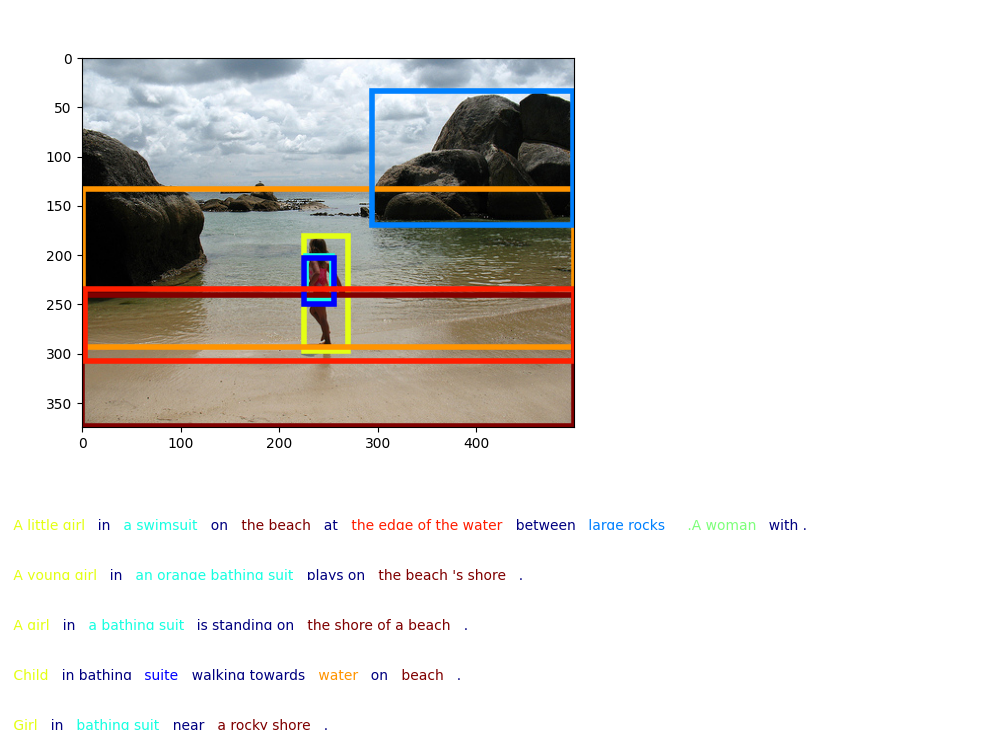 0
50
100
150
200
250
300
350
0 100 200 300 400
A little girl in a swimsuit on the beach at the edge of the water between large rocks .A woman with .
A young girl in an orange bathing suit plays on the beach 's shore .
A girl in a bathing suit is standing on the shore of a beach .
Child in bathing suite walking towards water on beach .
Girl in bathing suit near a rocky shore .